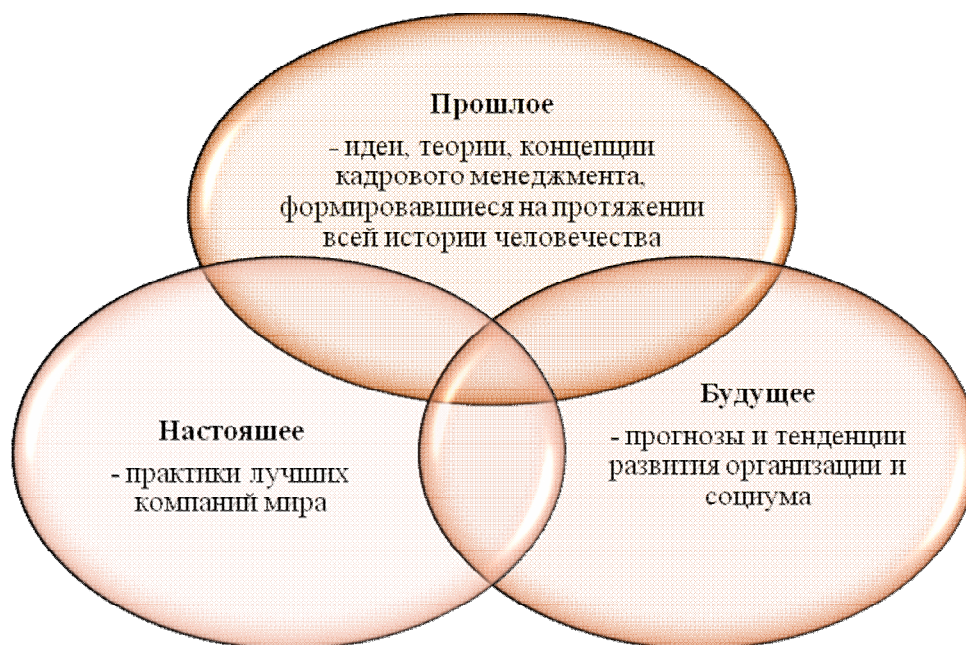 Прошлое
- идеи, теории, концепции
кадрового менеджмента,
формировавшиеся на протяжении
всей истории человечества
Настоящее
- практики лучших
компаний мира
Будущее
- прогнозы и тенденции
развития организации и
социума